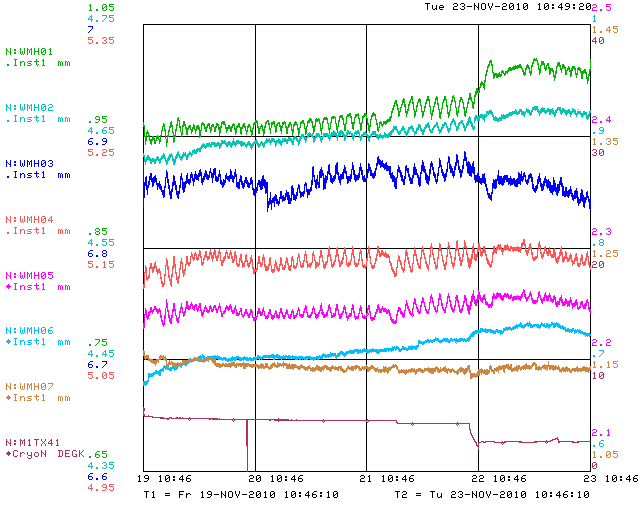 Tue 23-NOV-2010 10:49:20
1.05 2.5
4.75 1
7 1.45
5.35 40
N:WMH01
.Inst1 mm
N:WMH02
.Inst1 mm
.95 2.4
4.65 .9
6.9 1.35
5.25 30
N:WMH03
.Inst1 mm
N:WMH04
.Inst1 mm
.85 2.3
4.55 .8
6.8 1.25
5.15 20
N:WMH05
◆Inst1 mm
N:WMH06
◆Inst1 mm
.75 2.2
4.45 .7
6.7 1.15
5.05 10
N:WMH07
◆Inst1 mm
N:M1TX41
◆CryoN DEGK
.65 2.1
4.35 .6
6.6 1.05
4.95 0
19 10:46 20 10:46 21 10:46 22 10:46 23 10:46
T1 = Fr 19-NOV-2010 10:46:10 T2 = Tu 23-NOV-2010 10:46:10